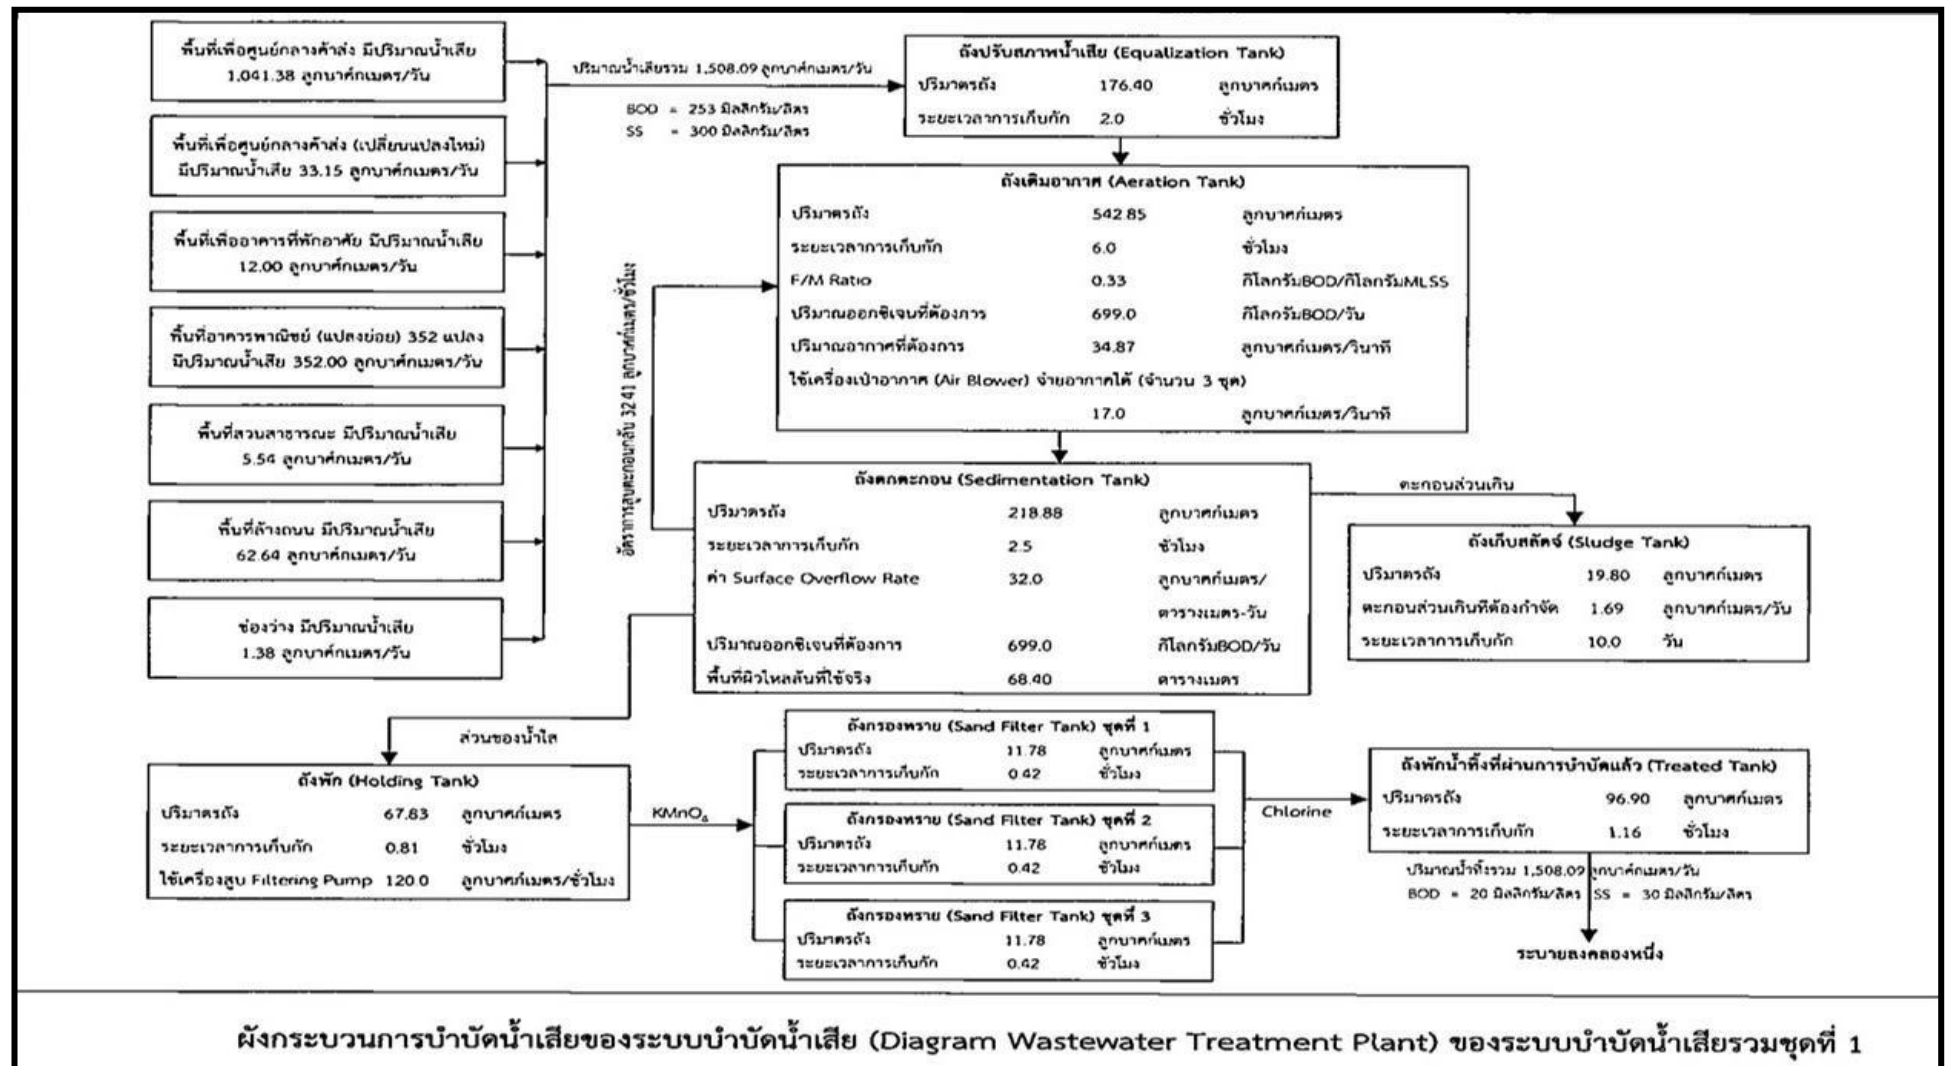 พื้นที่เพื่อศูนย์กลางค้าส่ง มีปริมาณน้ำเสีย
1,041.38 ลูกบาศ์กเมตร/วัน
พื้นที่เพื่อศูนย์กลางค้าส่ง (เปลี่ยนแปลงใหม่)
มีปริมาณน้ำเสีย 33.15 ลูกบาศ์กเมตร/วัน
พื้นที่เพื่ออาคารที่พักอาศัย มีปริมาณน้ำเสีย
12.00 ลูกบาศ์กเมตร/วัน
พื้นที่อาคารพาณิชย์ (แปลงย่อย) 352 แปลง
มีปริมาณน้ำเสีย 352.00 ลูกบาศ์กเมตร/วัน
พื้นที่สวนสาธารณะ มีปริมาณน้ำเสีย
5.54 ลูกบาศ์กเมตร/วัน
พื้นที่ล้างถนน มีปริมาณน้ำเสีย
62.64 ลูกบาศ์กเมตร/วัน
ช่องว่าง มีปริมาณน้ำเสีย
1.38 ลูกบาศ์กเมตร/วัน
ปริมาณน้ำเสียรวม 1,508.09 ลูกบาศก์เมตร/วัน
BOD = 253 มิลลิกรัม/ลิตร
SS = 300 มิลลิกรัม/ลิตร
ถังปรับสภาพน้ำเสีย (Equalization Tank)
ปริมาตรถัง 176.40 ลูกบาศก์เมตร
ระยะเวลาการเก็บกัก 2.0 ชั่วโมง
ถังเติมอากาศ (Aeration Tank)
ปริมาตรถัง 542.85 ลูกบาศก์เมตร
ระยะเวลาการเก็บกัก 6.0 ชั่วโมง
F/M Ratio 0.33 กิโลกรัมBOD/กิโลกรัมMLSS
ปริมาณออกซิเจนที่ต้องการ 699.0 กิโลกรัมBOD/วัน
ปริมาณอากาศที่ต้องการ 34.87 ลูกบาศก์เมตร/วินาที
ใช้เครื่องเป่าอากาศ (Air Blower) จ่ายอากาศได้ (จำนวน 3 ชุด)
17.0 ลูกบาศก์เมตร/วินาที
อัตราการสูบตะกอนกลับ 32.41 ลูกบาศก์เมตร/ชั่วโมง
ถังตกตะกอน (Sedimentation Tank)
ปริมาตรถัง 218.88 ลูกบาศก์เมตร
ระยะเวลาการเก็บกัก 2.5 ชั่วโมง
ค่า Surface Overflow Rate 32.0 ลูกบาศก์เมตร/
ตารางเมตร-วัน
ปริมาณออกซิเจนที่ต้องการ 699.0 กิโลกรัมBOD/วัน
พื้นที่ผิวไหลล้นที่ใช้จริง 68.40 ตารางเมตร
ตะกอนส่วนเกิน
ถังเก็บสลัดจ์ (Sludge Tank)
ปริมาตรถัง 19.80 ลูกบาศก์เมตร
ตะกอนส่วนเกินที่ต้องกำจัด 1.69 ลูกบาศก์เมตร/วัน
ระยะเวลาการเก็บกัก 10.0 วัน
ส่วนของน้ำใส
ถังพัก (Holding Tank)
ปริมาตรถัง 67.83 ลูกบาศก์เมตร
ระยะเวลาการเก็บกัก 0.81 ชั่วโมง
ใช้เครื่องสูบ Filtering Pump 120.0 ลูกบาศก์เมตร/ชั่วโมง
KMnO₄
ถังกรองทราย (Sand Filter Tank) ชุดที่ 1
ปริมาตรถัง 11.78 ลูกบาศก์เมตร
ระยะเวลาการเก็บกัก 0.42 ชั่วโมง
ถังกรองทราย (Sand Filter Tank) ชุดที่ 2
ปริมาตรถัง 11.78 ลูกบาศก์เมตร
ระยะเวลาการเก็บกัก 0.42 ชั่วโมง
ถังกรองทราย (Sand Filter Tank) ชุดที่ 3
ปริมาตรถัง 11.78 ลูกบาศก์เมตร
ระยะเวลาการเก็บกัก 0.42 ชั่วโมง
Chlorine
ถังพักน้ำทิ้งที่ผ่านการบำบัดแล้ว (Treated Tank)
ปริมาตรถัง 96.90 ลูกบาศก์เมตร
ระยะเวลาการเก็บกัก 1.16 ชั่วโมง
ปริมาณน้ำทิ้งรวม 1,508.09 ลูกบาศก์เมตร/วัน
BOD = 20 มิลลิกรัม/ลิตร SS = 30 มิลลิกรัม/ลิตร
ระบายลงคลองหนึ่ง
ผังกระบวนการบำบัดน้ำเสียของระบบบำบัดน้ำเสีย (Diagram Wastewater Treatment Plant) ของระบบบำบัดน้ำเสียรวมชุดที่ 1